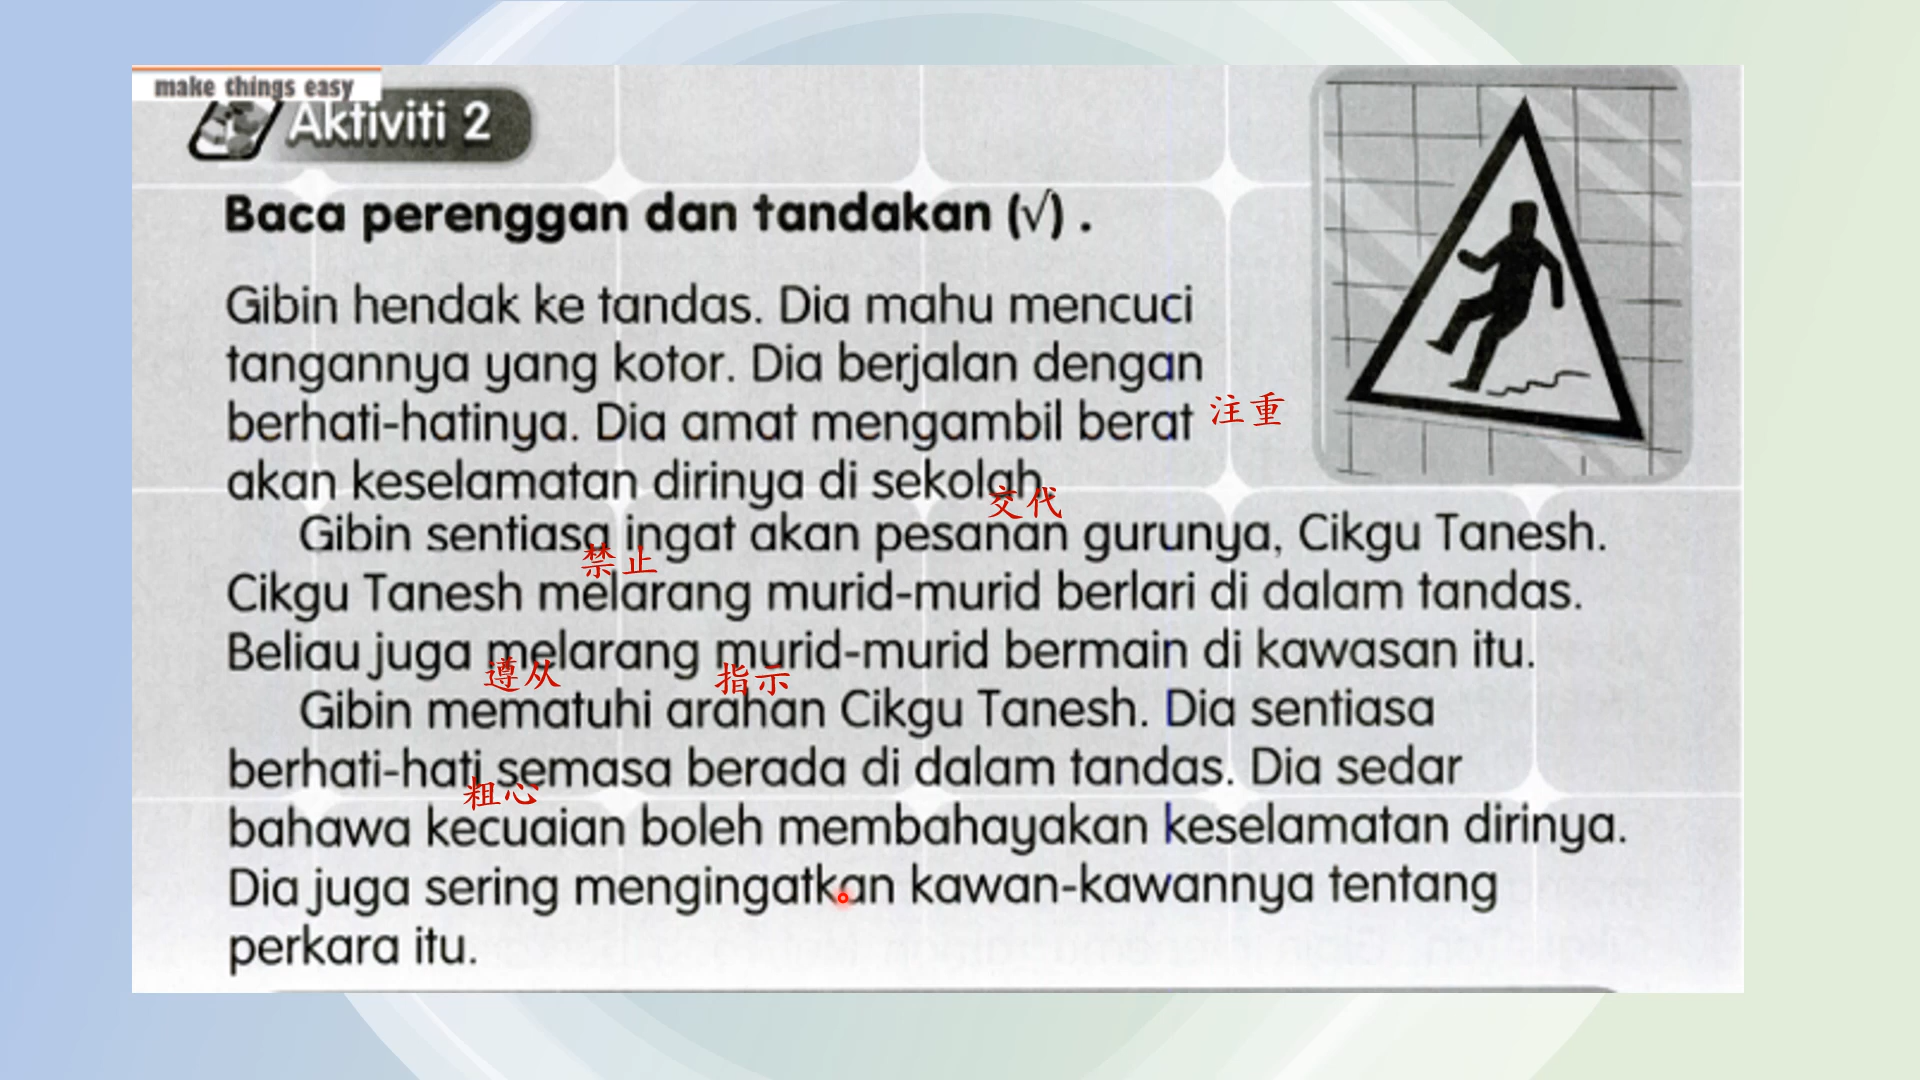 make things easy
Aktiviti 2
Baca perenggan dan tandakan (√) .
Gibin hendak ke tandas. Dia mahu mencuci
tangannya yang kotor. Dia berjalan dengan
berhati-hatinya. Dia amat mengambil berat 注重
akan keselamatan dirinya di sekolah.
交代
Gibin sentiasa ingat akan pesanan gurunya, Cikgu Tanesh.
禁止
Cikgu Tanesh melarang murid-murid berlari di dalam tandas.
Beliau juga melarang murid-murid bermain di kawasan itu.
遵从 指示
Gibin mematuhi arahan Cikgu Tanesh. Dia sentiasa
berhati-hati semasa berada di dalam tandas. Dia sedar
粗心
bahawa kecuaian boleh membahayakan keselamatan dirinya.
Dia juga sering mengingatkan kawan-kawannya tentang
perkara itu.